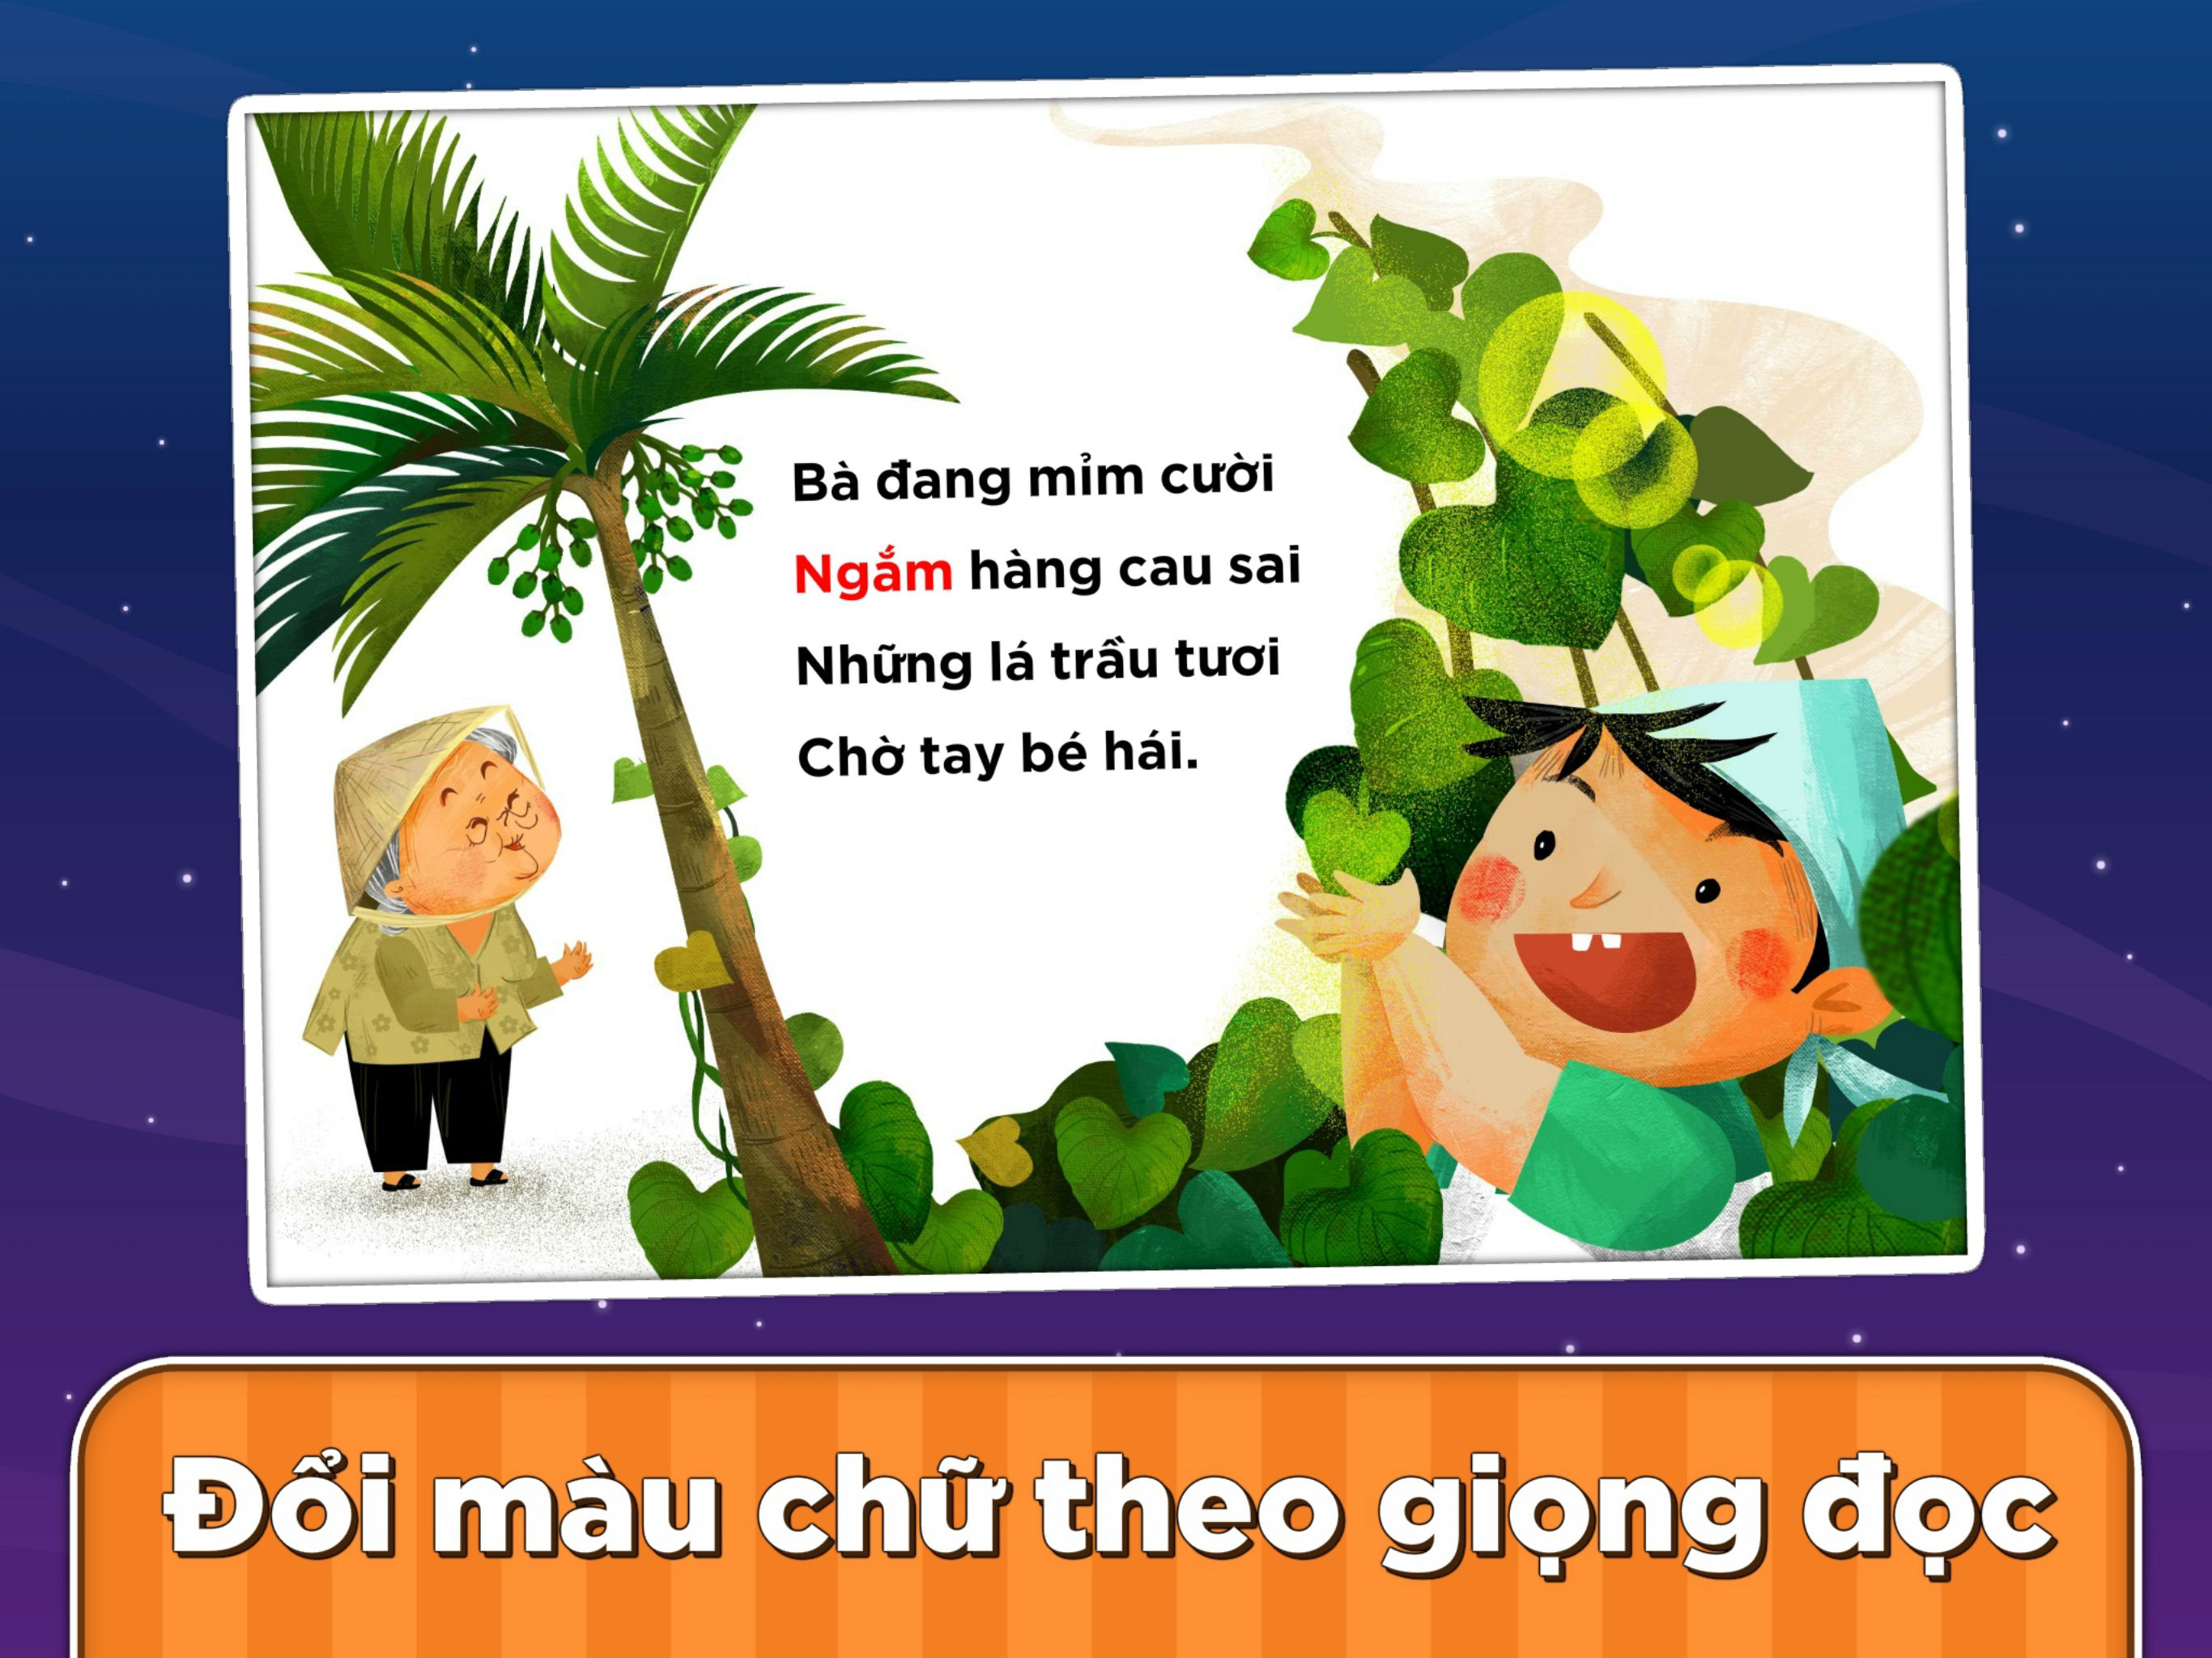 Bà đang mỉm cười
Ngắm hàng cau sai
Những lá trầu tươi
Chờ tay bé hái.
Đổi màu chữ theo giọng đọc